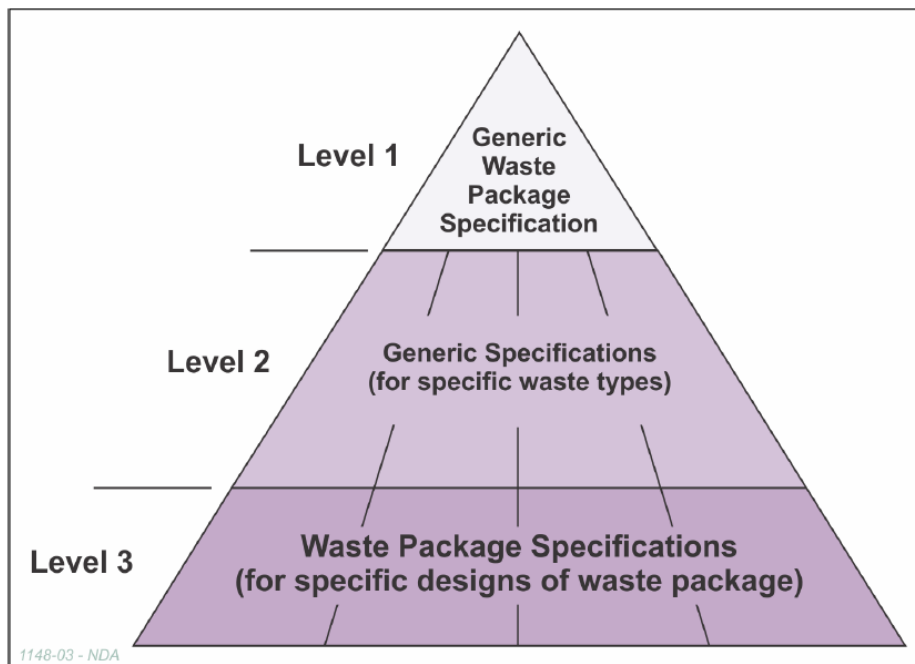 Level 1
Generic
Waste
Package
Specification
Level 2
Generic Specifications
(for specific waste types)
Level 3
Waste Package Specifications
(for specific designs of waste package)
1148-03 - NDA